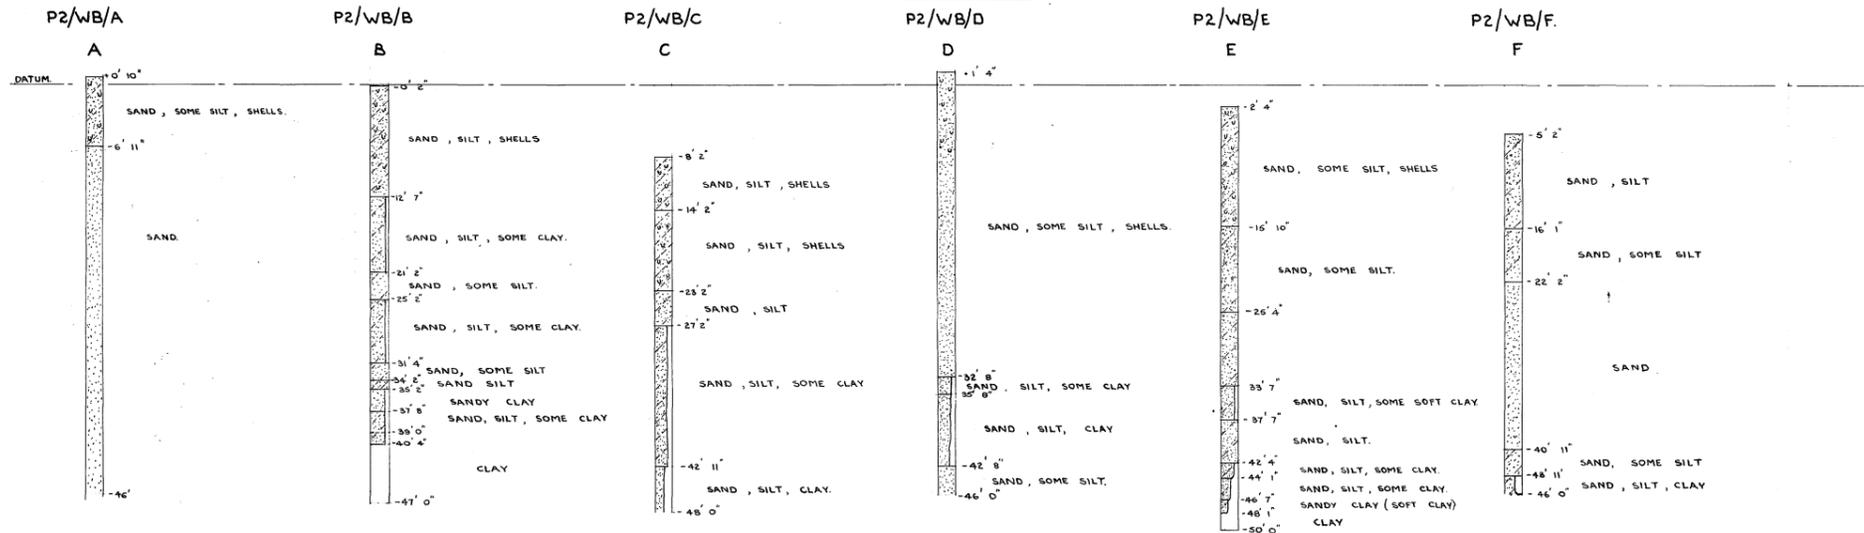 P2/WB/A P2/WB/B P2/WB/C P2/WB/D P2/WB/E P2/WB/F.
A B C D E F
DATUM.
+0' 10"
SAND, SOME SILT, SHELLS.
-6' 11"
SAND.
-46'
-0' 2"
SAND, SILT, SHELLS
-12' 7"
SAND, SILT, SOME CLAY.
-21' 2"
SAND, SOME SILT.
-25' 2"
SAND, SILT, SOME CLAY.
-31' 4"
SAND, SOME SILT
-34' 2"
SAND SILT
-35' 2"
SANDY CLAY
-37' 8"
SAND, SILT, SOME CLAY
-39' 0"
-40' 4"
CLAY
-47' 0"
-8' 2"
SAND, SILT, SHELLS
-14' 2"
SAND, SILT, SHELLS
-23' 2"
SAND, SILT
-27' 2"
SAND, SILT, SOME CLAY
-42' 11"
SAND, SILT, CLAY.
-48' 0"
+1' 4"
SAND, SOME SILT, SHELLS.
-32' 8"
SAND, SILT, SOME CLAY
35' 8"
SAND, SILT, CLAY
-42' 8"
SAND, SOME SILT.
-46' 0"
-2' 4"
SAND, SOME SILT, SHELLS
-15' 10"
SAND, SOME SILT.
-25' 4"
33' 7"
SAND, SILT, SOME SOFT CLAY.
-37' 7"
SAND, SILT.
-42' 4"
SAND, SILT, SOME CLAY.
-44' 1"
SAND, SILT, SOME CLAY.
-46' 7"
SANDY CLAY (SOFT CLAY)
-48' 1"
CLAY
-50' 0"
-5' 2"
SAND, SILT
-16' 1"
SAND, SOME SILT
-22' 2"
SAND.
-40' 11"
SAND, SOME SILT
-43' 11"
SAND, SILT, CLAY
-46' 0"